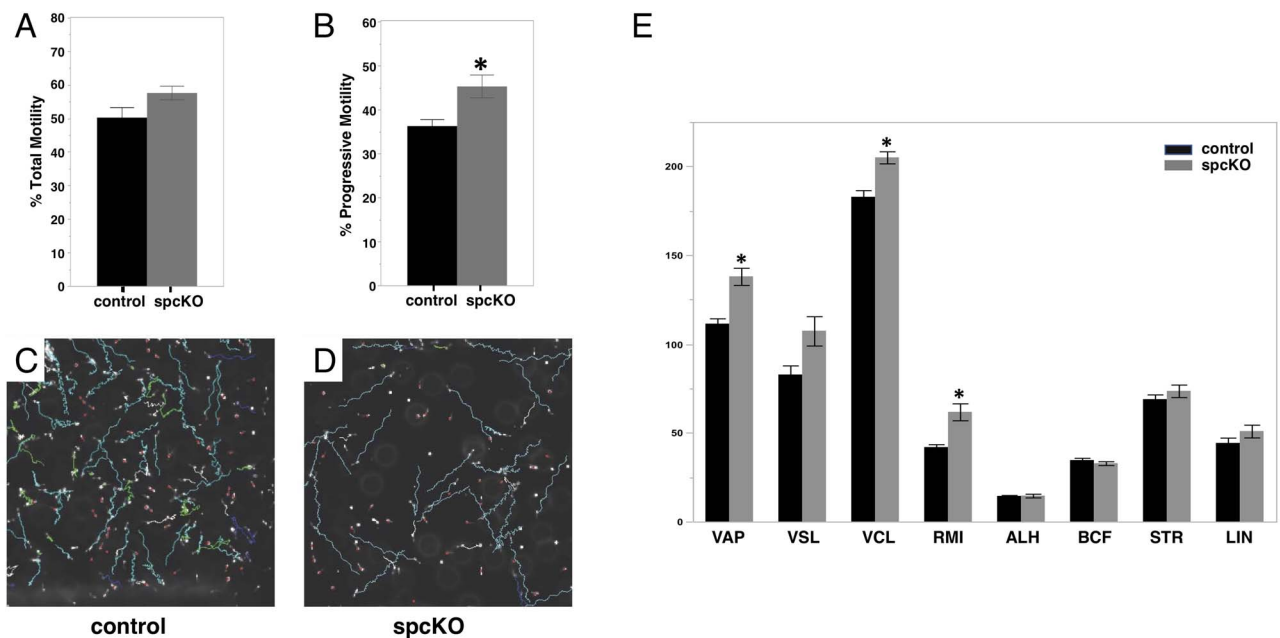 A
80
70
60
50
40
30
20
10
0
% Total Motility
control spcKO
B
60
50
40
30
20
10
0
% Progressive Motility
*
control spcKO
C
control
D
spcKO
E
200
150
100
50
0
control
spcKO
* * *
VAP VSL VCL RMI ALH BCF STR LIN